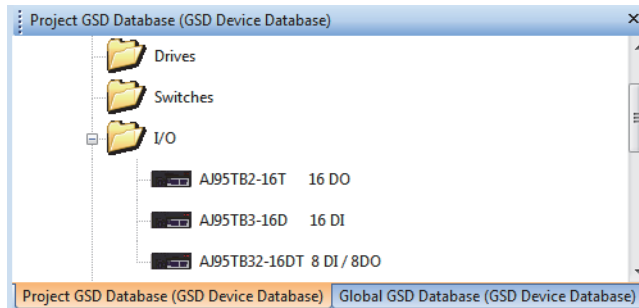 Project GSD Database (GSD Device Database)
Drives
Switches
I/O
AJ95TB2-16T 16 DO
AJ95TB3-16D 16 DI
AJ95TB32-16DT 8 DI / 8DO
Project GSD Database (GSD Device Database) Global GSD Database (GSD Device Database)